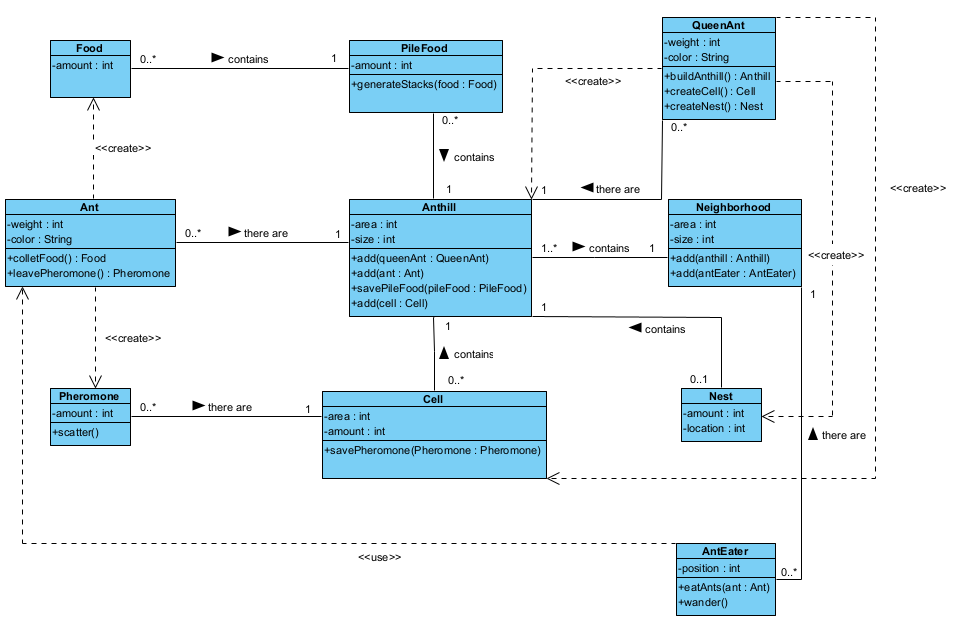 QueenAnt
-weight : int
-color : String
+buildAnthill() : Anthill
+createCell() : Cell
+createNest() : Nest
Food
-amount : int
0..*
contains
1
PileFood
-amount : int
+generateStacks(food : Food)
<<create>>
<<create>>
0..*
0..*
contains
<<create>>
1
1
there are
Ant
-weight : int
-color : String
+colletFood() : Food
+leavePheromone() : Pheromone
0..*
there are
1
Anthill
-area : int
-size : int
+add(queenAnt : QueenAnt)
+add(ant : Ant)
+savePileFood(pileFood : PileFood)
+add(cell : Cell)
1..*
contains
1
Neighborhood
-area : int
-size : int
+add(anthill : Anthill)
+add(antEater : AntEater)
<<create>>
1
1
<<create>>
1
contains
contains
0..*
0..1
Pheromone
-amount : int
+scatter()
0..*
there are
1
Cell
-area : int
-amount : int
+savePheromone(Pheromone : Pheromone)
Nest
-amount : int
-location : int
there are
<<use>>
AntEater
-position : int
+eatAnts(ant : Ant)
+wander()
0..*